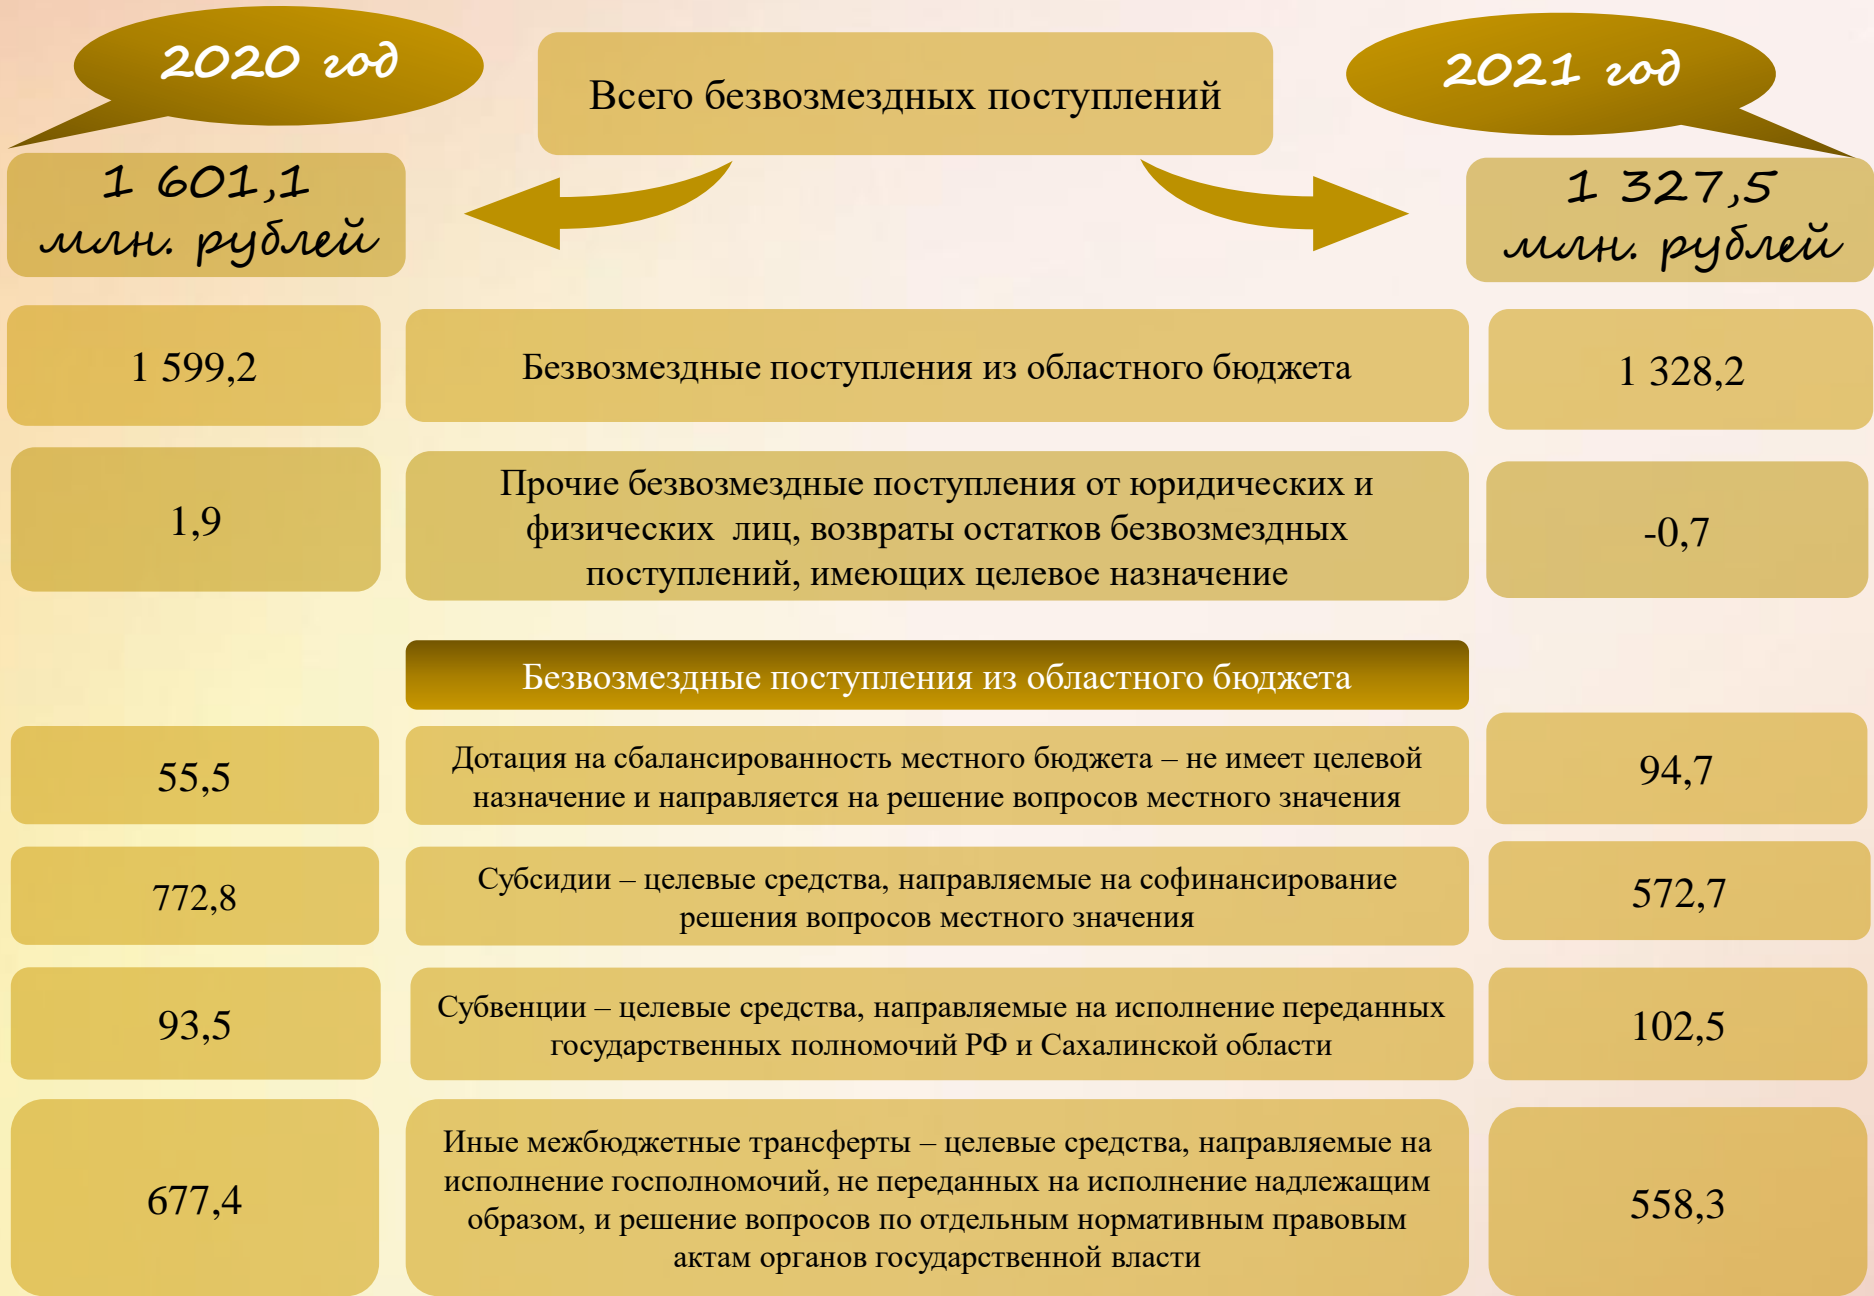 2020 год
Всего безвозмездных поступлений
2021 год
1 601,1
млн. рублей
1 327,5
млн. рублей
1 599,2
Безвозмездные поступления из областного бюджета
1 328,2
1,9
Прочие безвозмездные поступления от юридических и
физических лиц, возвраты остатков безвозмездных
поступлений, имеющих целевое назначение
-0,7
Безвозмездные поступления из областного бюджета
55,5
Дотация на сбалансированность местного бюджета – не имеет целевой
назначение и направляется на решение вопросов местного значения
94,7
772,8
Субсидии – целевые средства, направляемые на софинансирование
решения вопросов местного значения
572,7
93,5
Субвенции – целевые средства, направляемые на исполнение переданных
государственных полномочий РФ и Сахалинской области
102,5
677,4
Иные межбюджетные трансферты – целевые средства, направляемые на
исполнение госполномочий, не переданных на исполнение надлежащим
образом, и решение вопросов по отдельным нормативным правовым
актам органов государственной власти
558,3